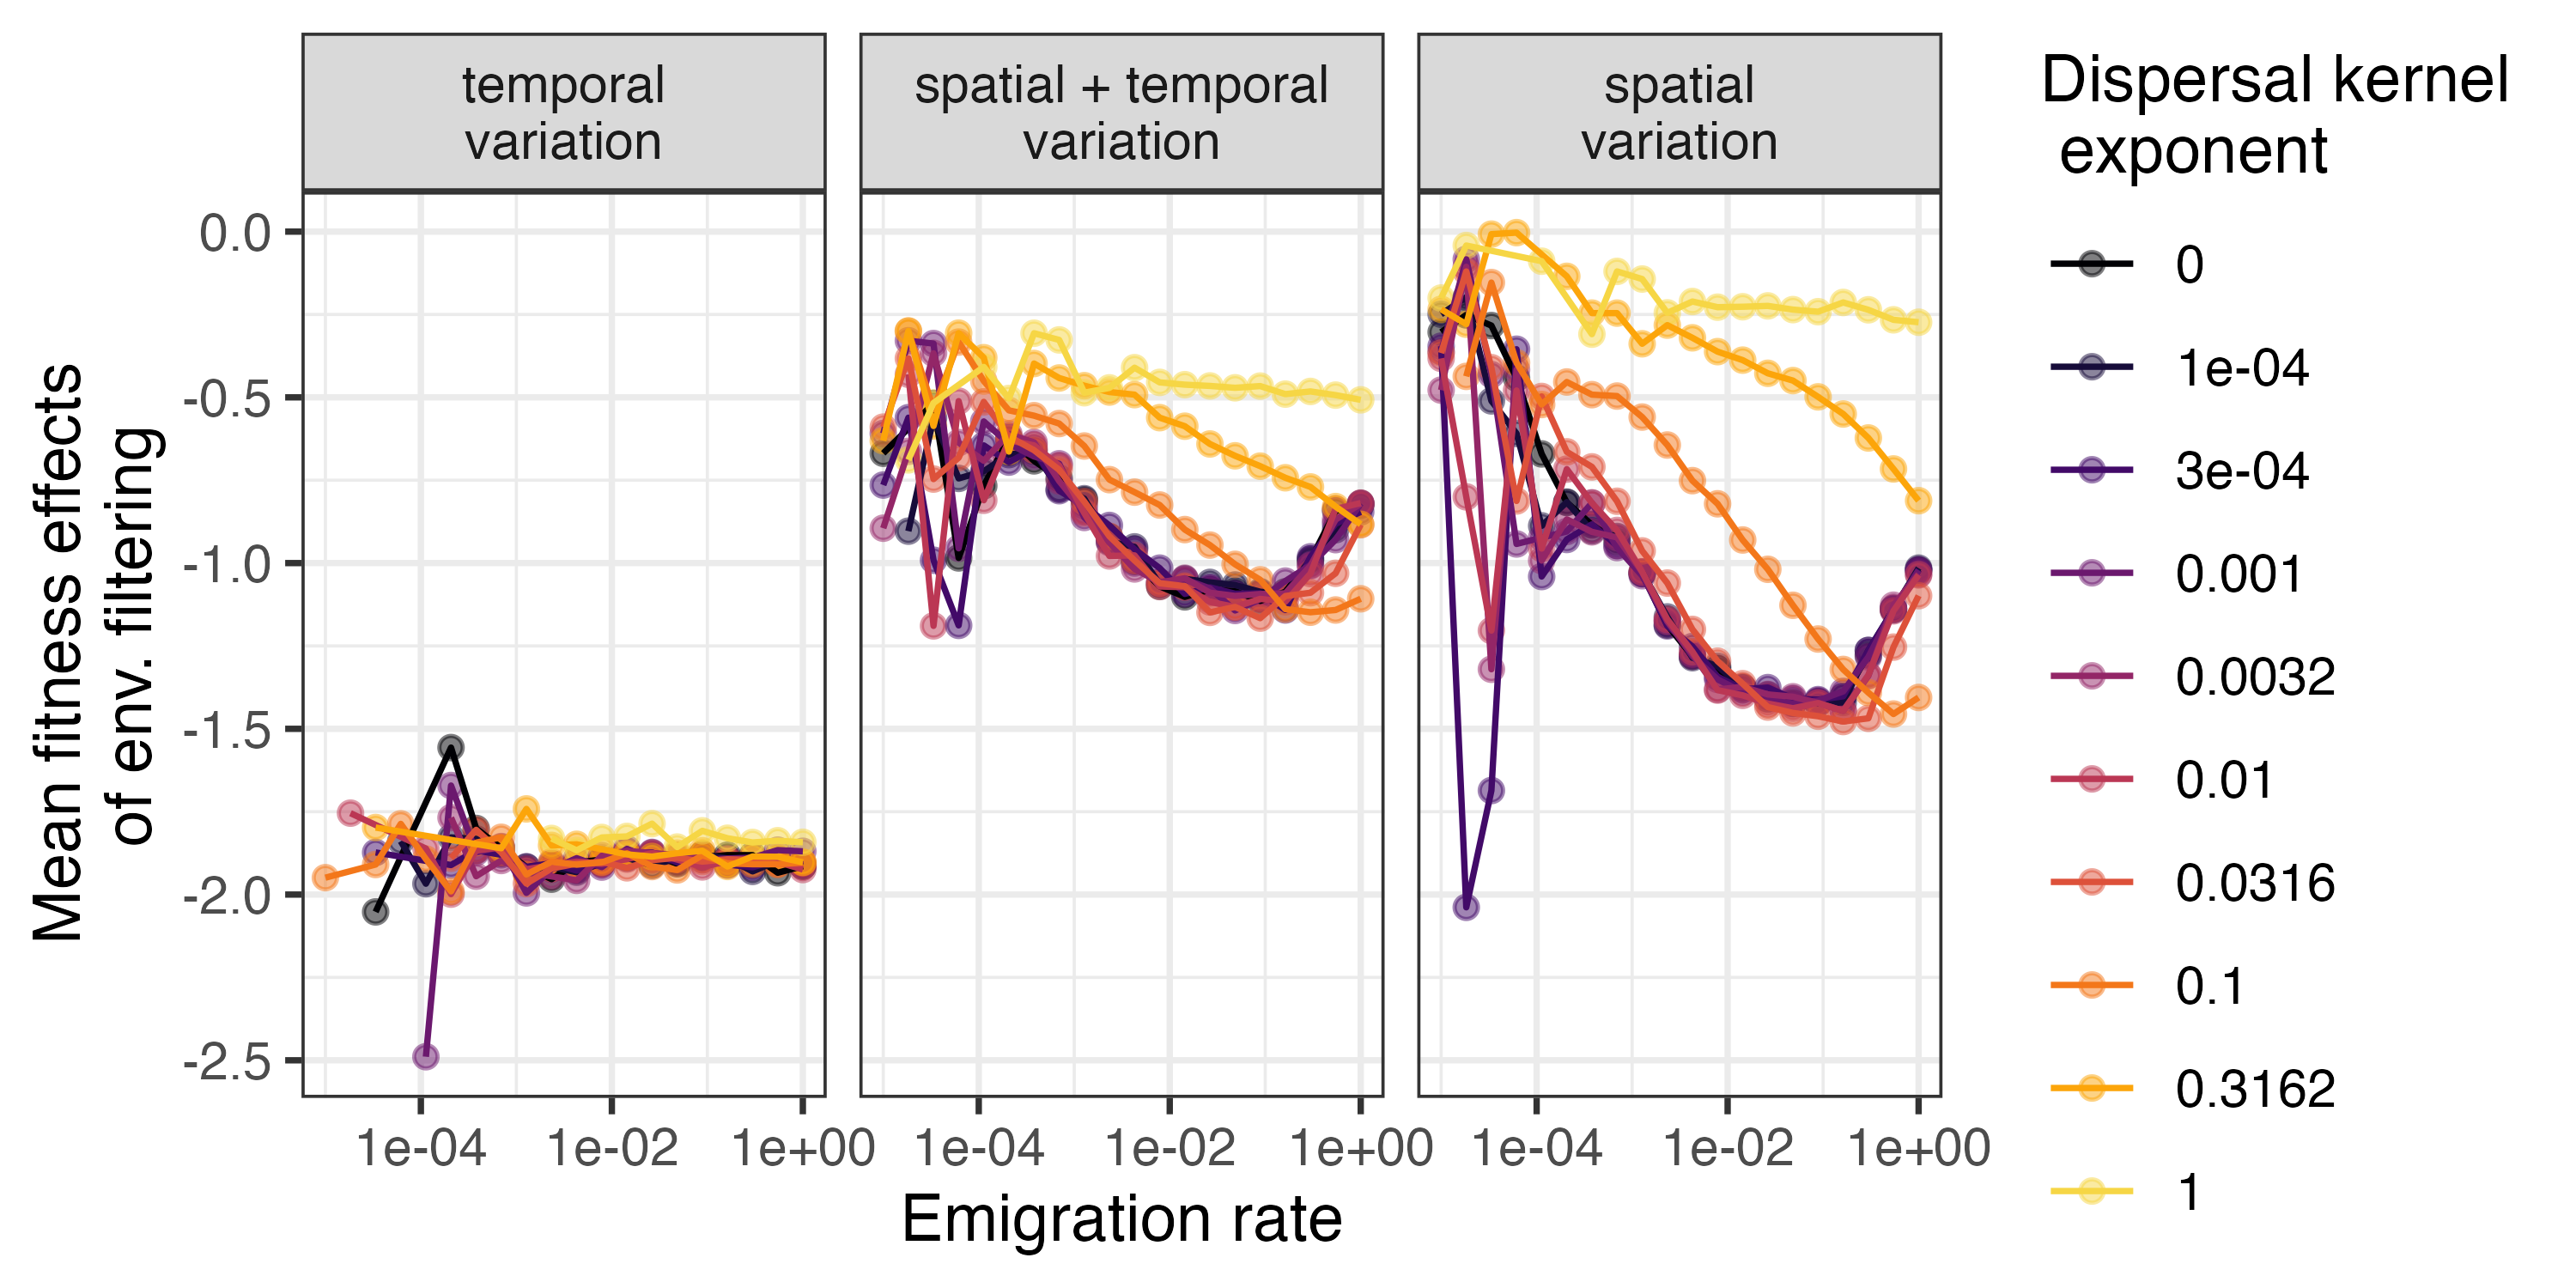 temporal
variation
spatial + temporal
variation
spatial
variation
Dispersal kernel
exponent
0
1e-04
3e-04
0.001
0.0032
0.01
0.0316
0.1
0.3162
1
Mean fitness effects
of env. filtering
0.0
-0.5
-1.0
-1.5
-2.0
-2.5
1e-04 1e-02 1e+00 1e-04 1e-02 1e+00 1e-04 1e-02 1e+00
Emigration rate